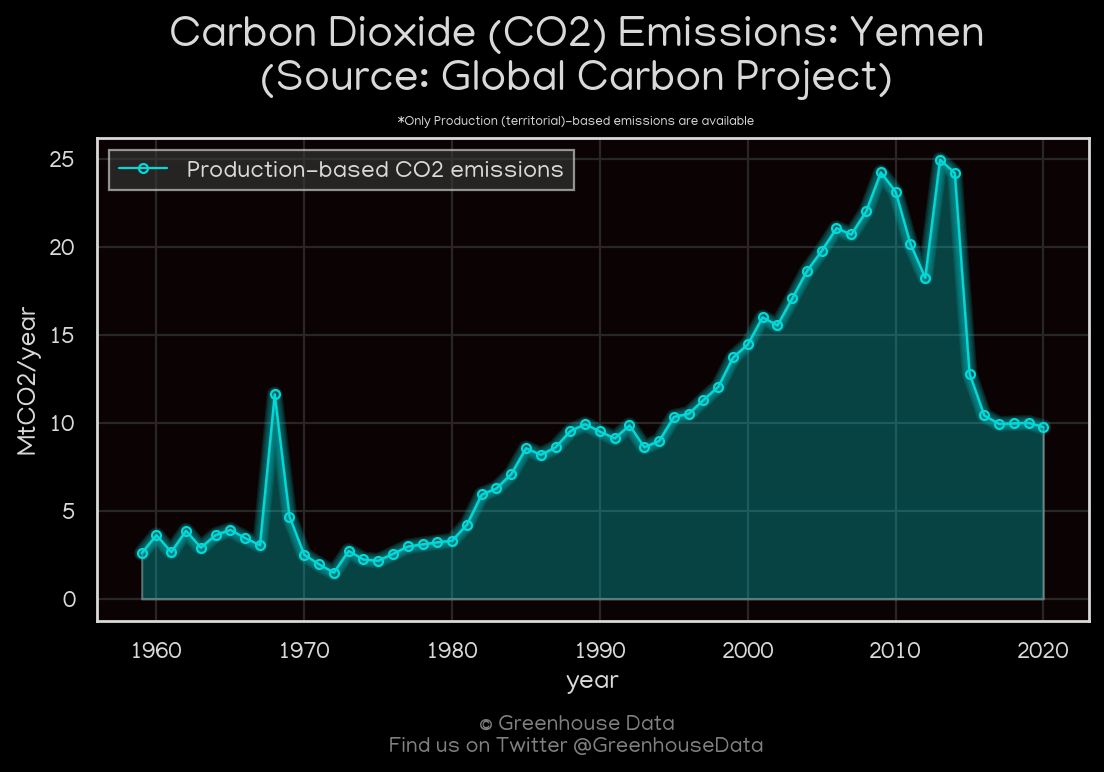 Carbon Dioxide (CO2) Emissions: Yemen
(Source: Global Carbon Project)
*Only Production (territorial)-based emissions are available
Production-based CO2 emissions
25
20
15
10
5
0
MtCO2/year
1960 1970 1980 1990 2000 2010 2020
year
© Greenhouse Data
Find us on Twitter @GreenhouseData